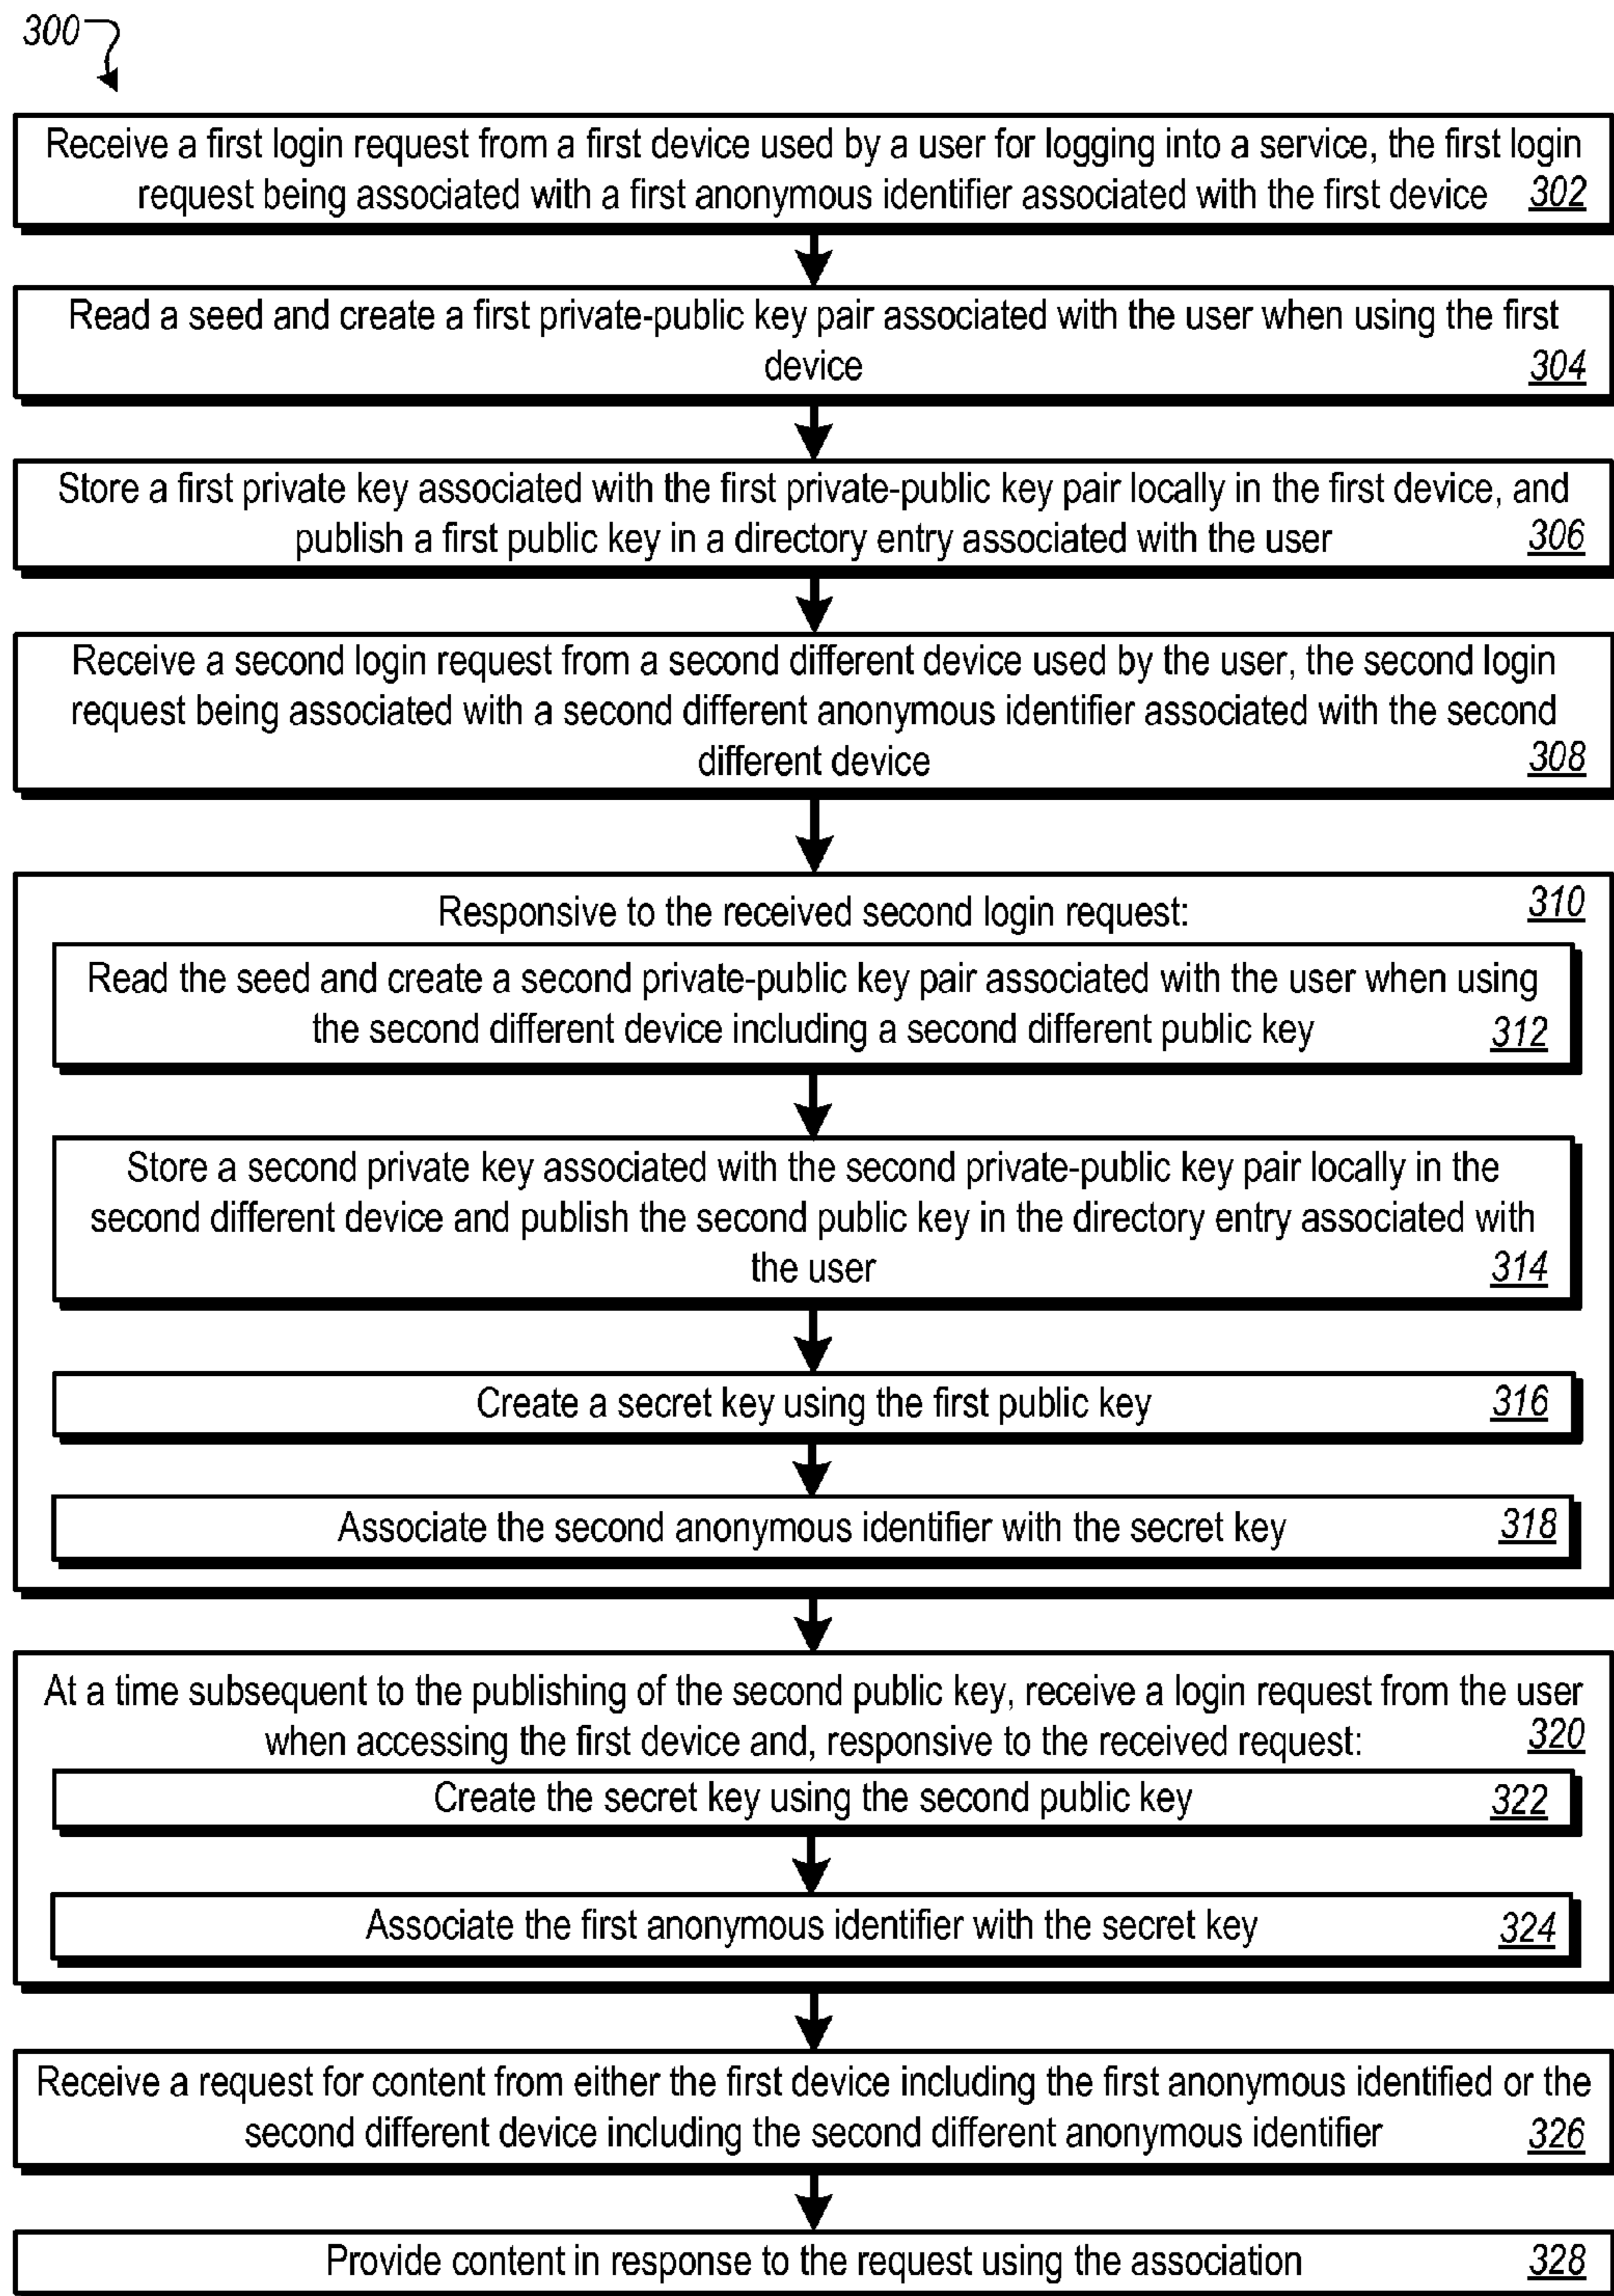 300
Receive a first login request from a first device used by a user for logging into a service, the first login
request being associated with a first anonymous identifier associated with the first device 302
Read a seed and create a first private-public key pair associated with the user when using the first
device 304
Store a first private key associated with the first private-public key pair locally in the first device, and
publish a first public key in a directory entry associated with the user 306
Receive a second login request from a second different device used by the user, the second login
request being associated with a second different anonymous identifier associated with the second
different device 308
Responsive to the received second login request: 310
Read the seed and create a second private-public key pair associated with the user when using
the second different device including a second different public key 312
Store a second private key associated with the second private-public key pair locally in the
second different device and publish the second public key in the directory entry associated with
the user 314
Create a secret key using the first public key 316
Associate the second anonymous identifier with the secret key 318
At a time subsequent to the publishing of the second public key, receive a login request from the user
when accessing the first device and, responsive to the received request: 320
Create the secret key using the second public key 322
Associate the first anonymous identifier with the secret key 324
Receive a request for content from either the first device including the first anonymous identified or the
second different device including the second different anonymous identifier 326
Provide content in response to the request using the association 328